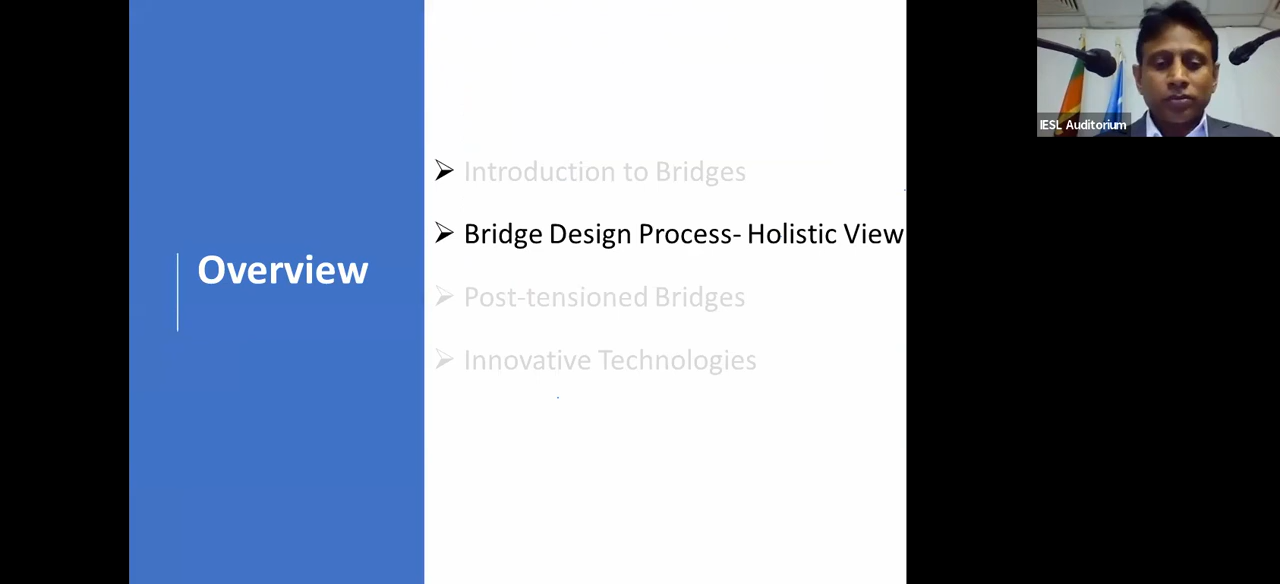 Overview
Introduction to Bridges
Bridge Design Process- Holistic View
Post-tensioned Bridges
Innovative Technologies
IESL Auditorium